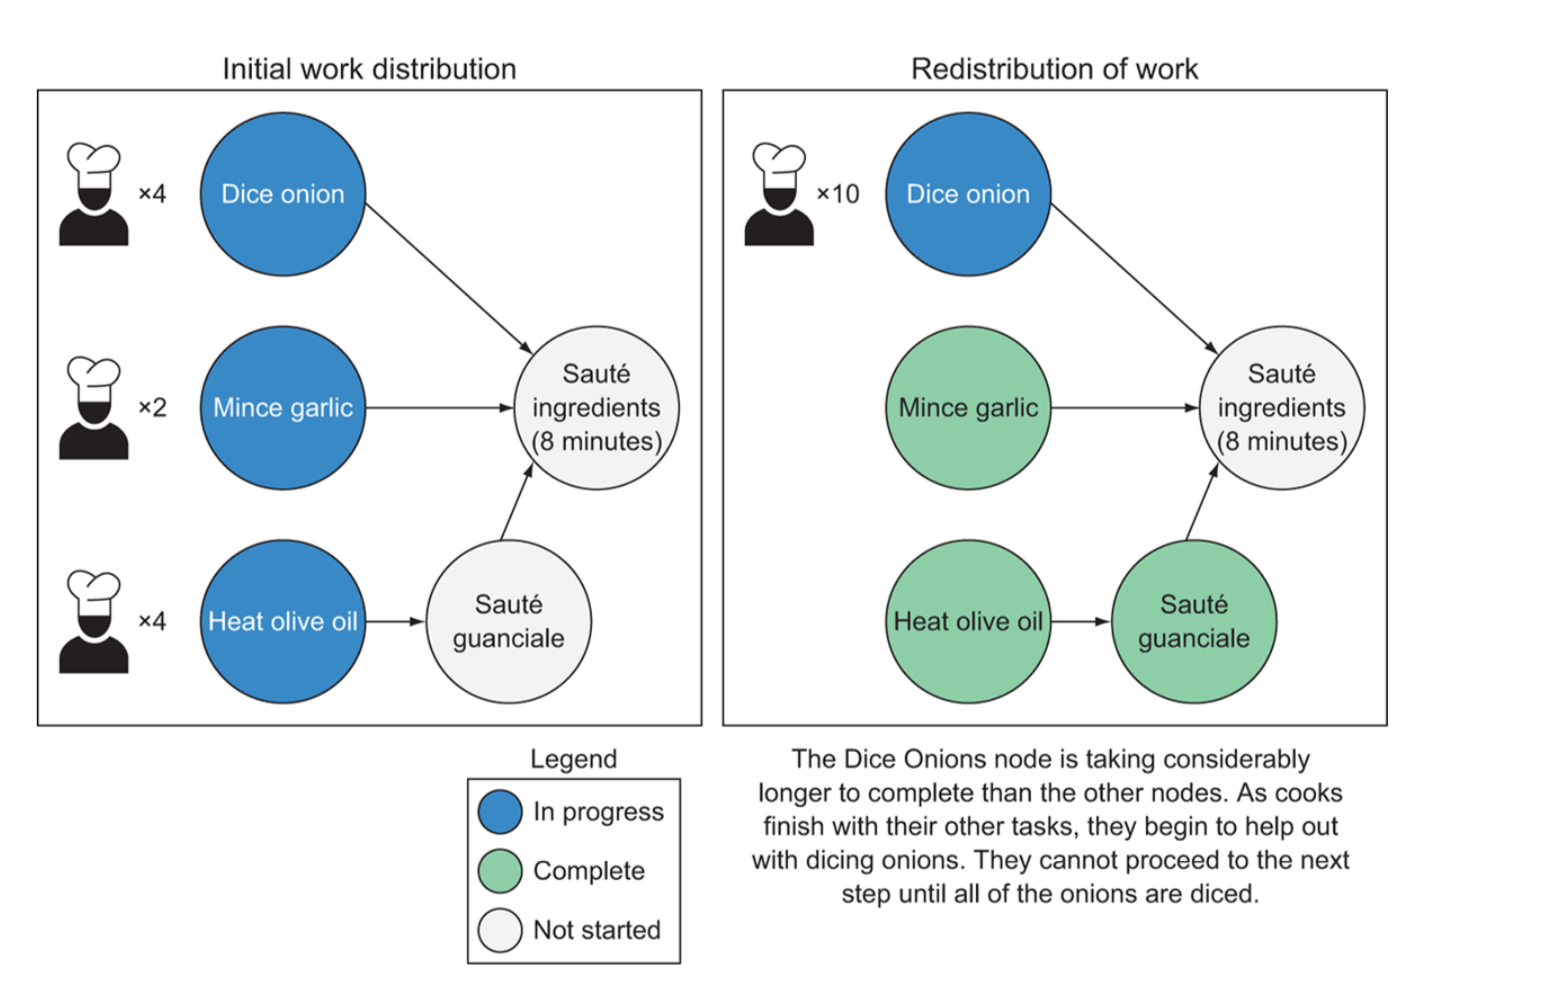 Initial work distribution
×4
Dice onion
×2
Mince garlic
Sauté
ingredients
(8 minutes)
×4
Heat olive oil
Sauté
guanciale
Redistribution of work
×10
Dice onion
Mince garlic
Sauté
ingredients
(8 minutes)
Heat olive oil
Sauté
guanciale
Legend
In progress
Complete
Not started
The Dice Onions node is taking considerably
longer to complete than the other nodes. As cooks
finish with their other tasks, they begin to help out
with dicing onions. They cannot proceed to the next
step until all of the onions are diced.